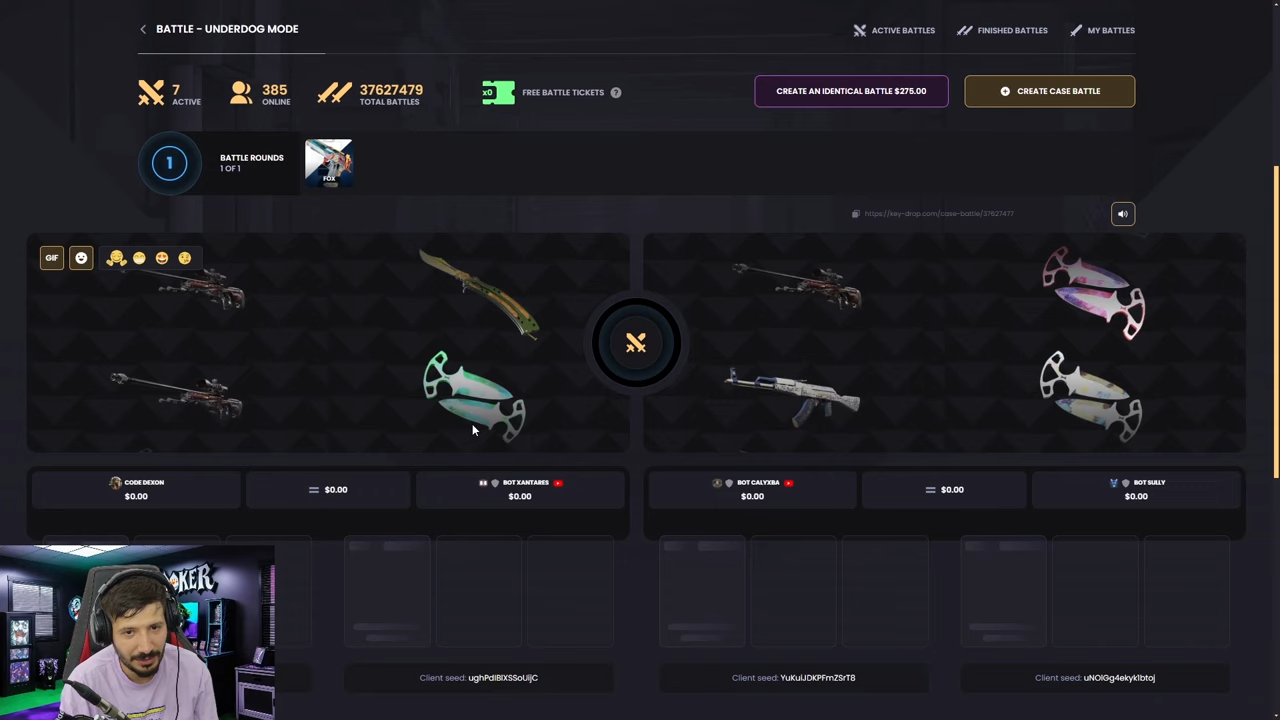 BATTLE - UNDERDOG MODE
ACTIVE BATTLES
FINISHED BATTLES
MY BATTLES
7
ACTIVE
385
ONLINE
37627479
TOTAL BATTLES
x0
FREE BATTLE TICKETS ?
CREATE AN IDENTICAL BATTLE $275.00
CREATE CASE BATTLE
1
BATTLE ROUNDS
1 OF 1
FOX
https://key-drop.com/case-battle/37627477
GIF
CODE DEXON
$0.00
$0.00
BOT XANTARES
$0.00
BOT CALYXBA
$0.00
$0.00
BOT SULLY
$0.00
Client seed:
Client seed:
Client seed: